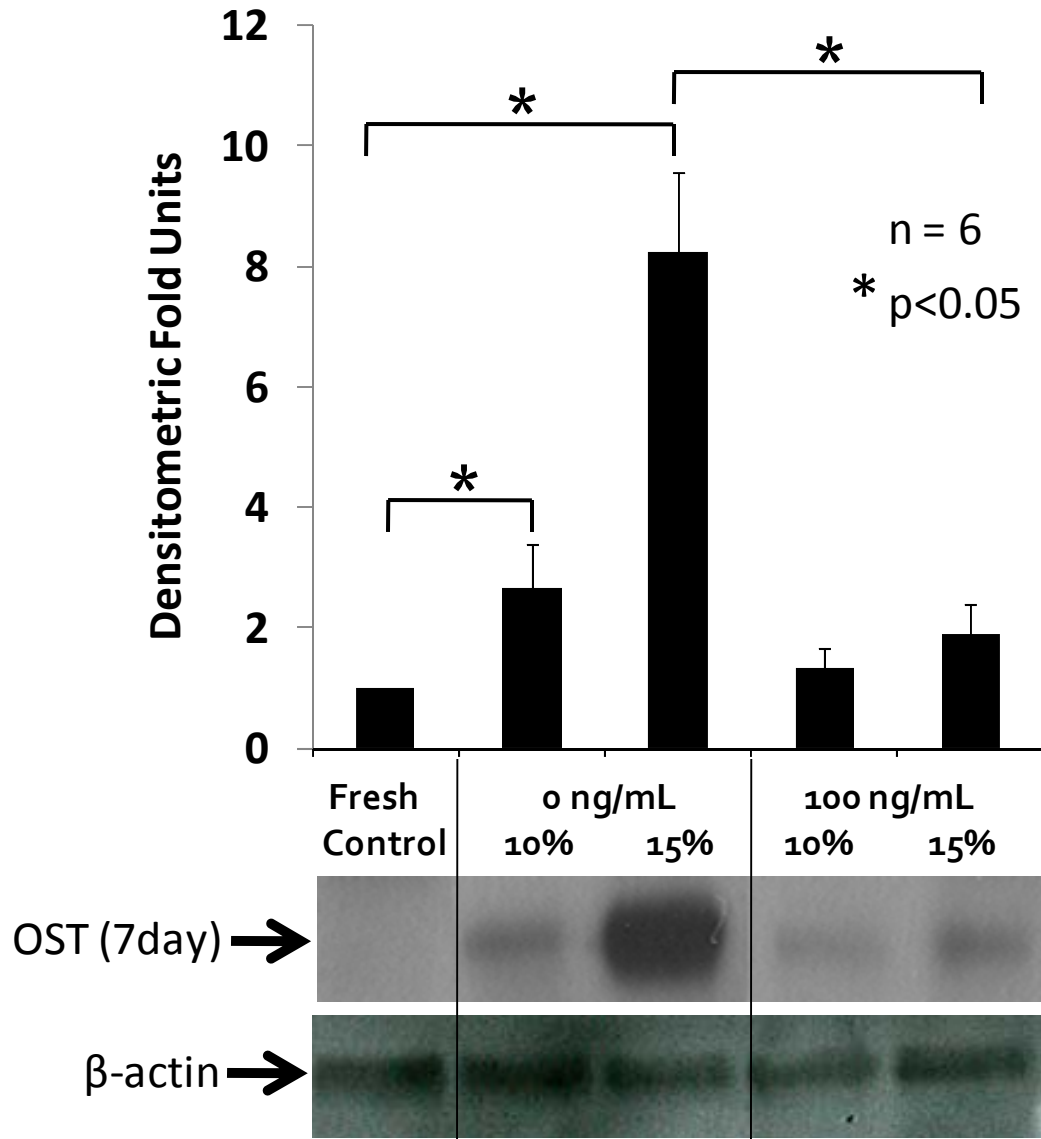 12
*
*
10
n = 6
8
* p<0.05
6
*
4
2
0
Densitometric Fold Units
Fresh Control
0 ng/mL
10% 15%
100 ng/mL
10% 15%
OST (7day)
β-actin